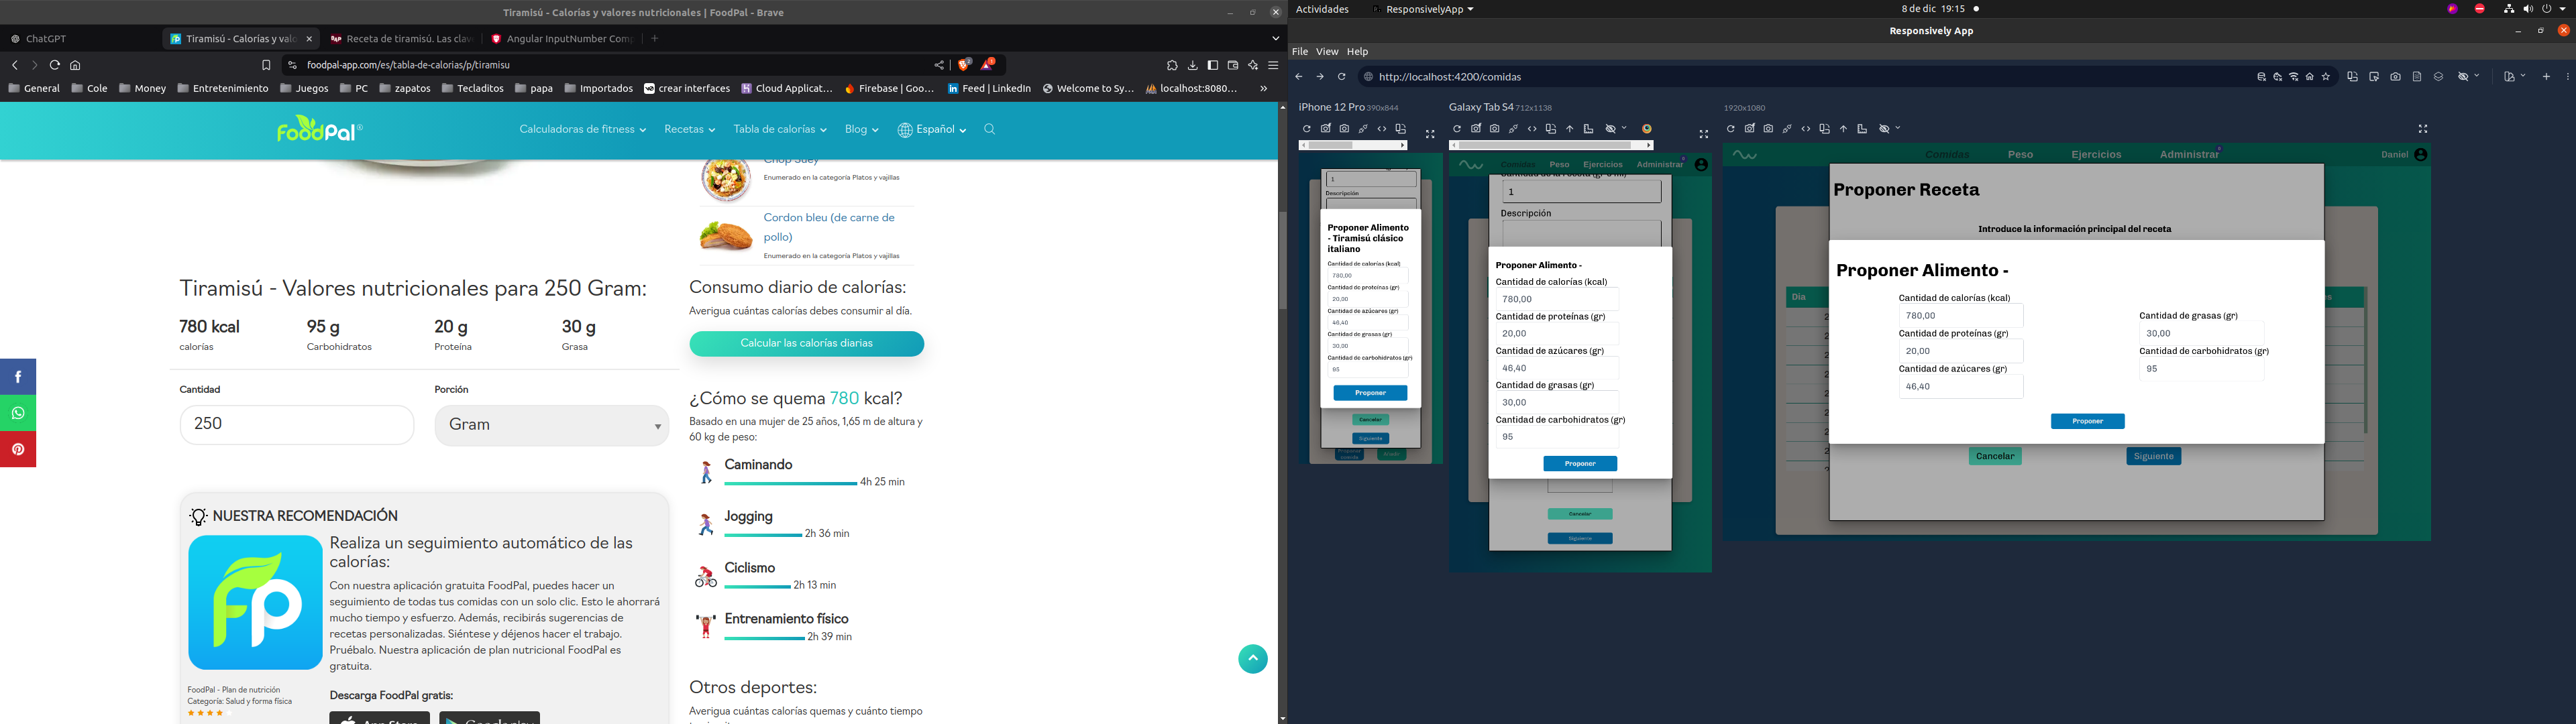 Tiramisú - Calorías y valores nutricionales | FoodPal - Brave
ChatGPT
Tiramisú - Calorías y valo
Receta de tiramisú. Las clav
Angular InputNumber Comp
foodpal-app.com/es/tabla-de-calorias/p/tiramisu
General
Cole
Money
Entretenimiento
Juegos
PC
zapatos
Tecladitos
papa
Importados
crear interfaces
Cloud Applicat...
Firebase | Goo...
Feed | LinkedIn
Welcome to Sy...
localhost:8080...
FoodPal
Calculadoras de fitness
Recetas
Tabla de calorías
Blog
Español
Chop Suey
Enumerado en la categoría Platos y vajillas
Cordon bleu (de carne de
pollo)
Enumerado en la categoría Platos y vajillas
Tiramisú - Valores nutricionales para 250 Gram:
780 kcal
calorías
95 g
Carbohidratos
20 g
Proteína
30 g
Grasa
Cantidad
250
Porción
Gram
NUESTRA RECOMENDACIÓN
Realiza un seguimiento automático de las
calorías:
Con nuestra aplicación gratuita FoodPal, puedes hacer un
seguimiento de todas tus comidas con un solo clic. Esto le ahorrará
mucho tiempo y esfuerzo. Además, recibirás sugerencias de
recetas personalizadas. Siéntese y déjenos hacer el trabajo.
Pruébalo. Nuestra aplicación de plan nutricional FoodPal es
gratuita.
FoodPal - Plan de nutrición
Categoría: Salud y forma física
Descarga FoodPal gratis:
App Store
Google play
Consumo diario de calorías:
Averigua cuántas calorías debes consumir al día.
Calcular las calorías diarias
¿Cómo se quema 780 kcal?
Basado en una mujer de 25 años, 1,65 m de altura y
60 kg de peso:
Caminando
4h 25 min
Jogging
2h 36 min
Ciclismo
2h 13 min
Entrenamiento físico
2h 39 min
Otros deportes:
Averigua cuántas calorías quemas y cuánto tiempo
Actividades
ResponsivelyApp
8 de dic 19:15
Responsively App
File
View
Help
http://localhost:4200/comidas
iPhone 12 Pro 390x844
1
Descripción
Proponer Alimento
- Tiramisú clásico
italiano
Cantidad de calorías (kcal)
780,00
Cantidad de proteínas (gr)
20,00
Cantidad de azúcares (gr)
46,40
Cantidad de grasas (gr)
30,00
Cantidad de carbohidratos (gr)
95
Proponer
Cancelar
Siguiente
Galaxy Tab S4 712x1138
Comidas
Peso
Ejercicios
Administrar
Cantidad de la receta (gr o ml)
1
Descripción
Proponer Alimento -
Cantidad de calorías (kcal)
780,00
Cantidad de proteínas (gr)
20,00
Cantidad de azúcares (gr)
46,40
Cantidad de grasas (gr)
30,00
Cantidad de carbohidratos (gr)
95
Proponer
Cancelar
Siguiente
1920x1080
Comidas
Peso
Ejercicios
Administrar
Daniel
Proponer Receta
Introduce la información principal del receta
Día
Proponer Alimento -
Cantidad de calorías (kcal)
780,00
Cantidad de proteínas (gr)
20,00
Cantidad de azúcares (gr)
46,40
Cantidad de grasas (gr)
30,00
Cantidad de carbohidratos (gr)
95
Proponer
Cancelar
Siguiente